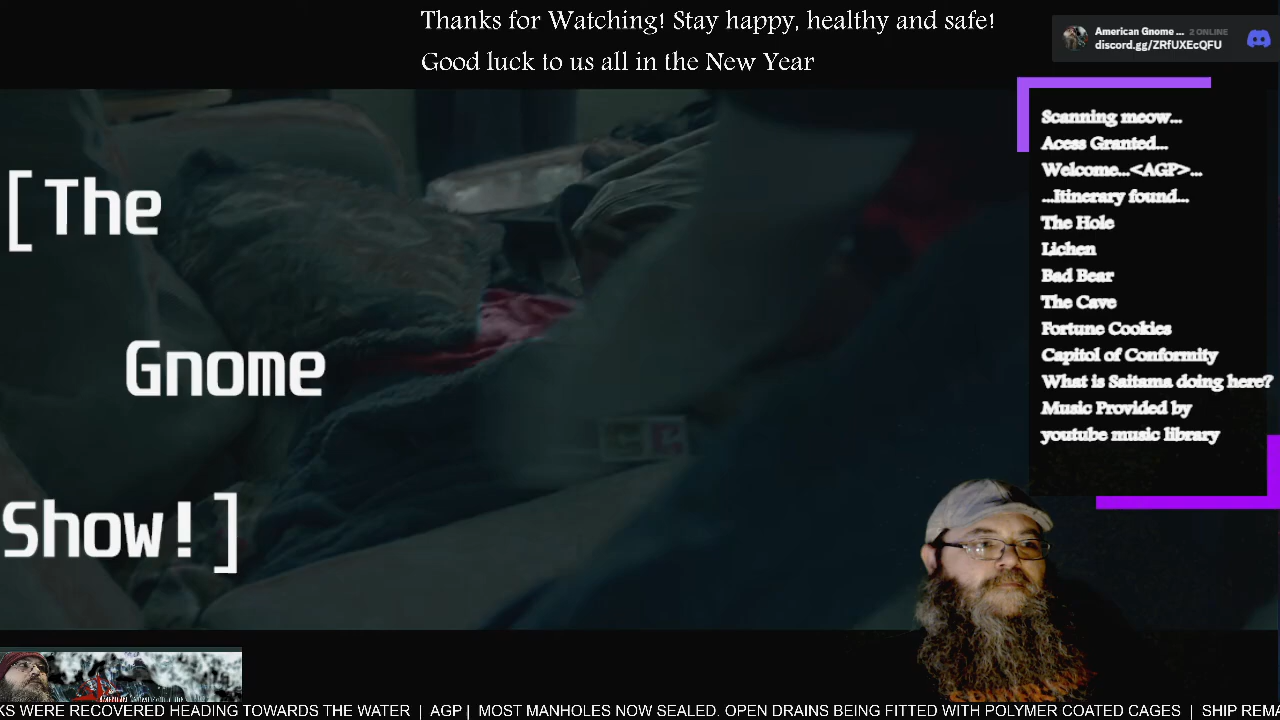 Thanks for Watching! Stay happy, healthy and safe!
Good luck to us all in the New Year
American Gnome ... 2 ONLINE
discord.gg/ZRfUXEcQFU
Scanning meow...
Acess Granted...
Welcome...<AGP>...
...Itinerary found...
The Hole
Lichen
Bad Bear
The Cave
Fortune Cookies
Capitol of Conformity
What is Saitama doing here?
Music Provided by
youtube music library
[The
Gnome
Show!]
KS WERE RECOVERED HEADING TOWARDS THE WATER | AGP | MOST MANHOLES NOW SEALED. OPEN DRAINS BEING FITTED WITH POLYMER COATED CAGES | SHIP REMA